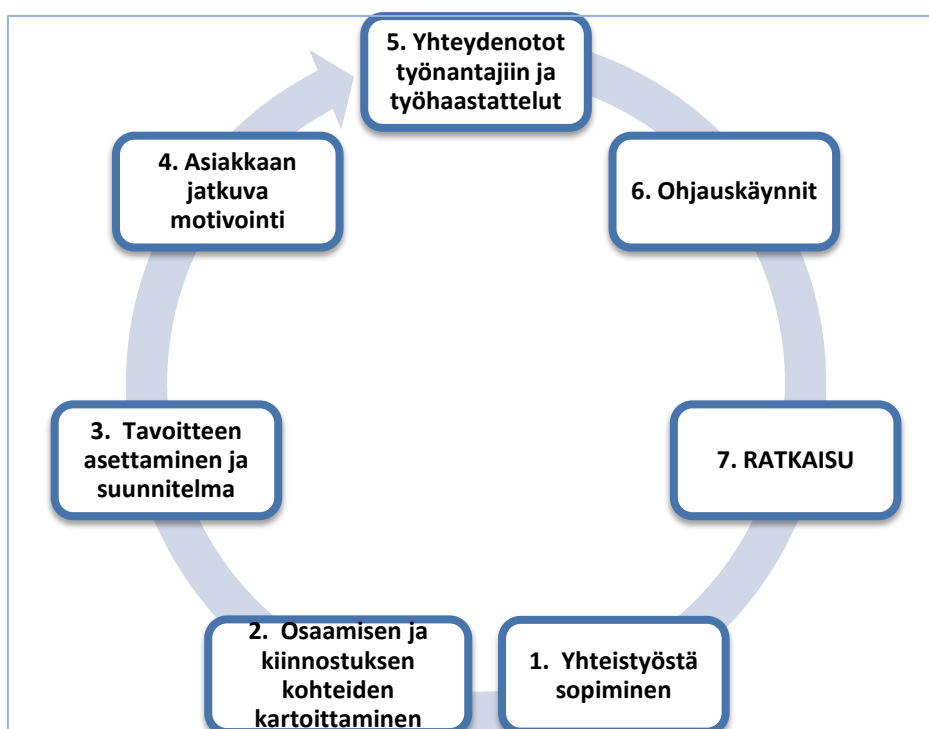 5. Yhteydenotot
työnantajiin ja
työhaastattelut
4. Asiakkaan
jatkuva
motivointi
6. Ohjauskäynnit
3. Tavoitteen
asettaminen ja
suunnitelma
7. RATKAISU
2. Osaamisen ja
kiinnostuksen
kohteiden
kartoittaminen
1. Yhteistyöstä
sopiminen